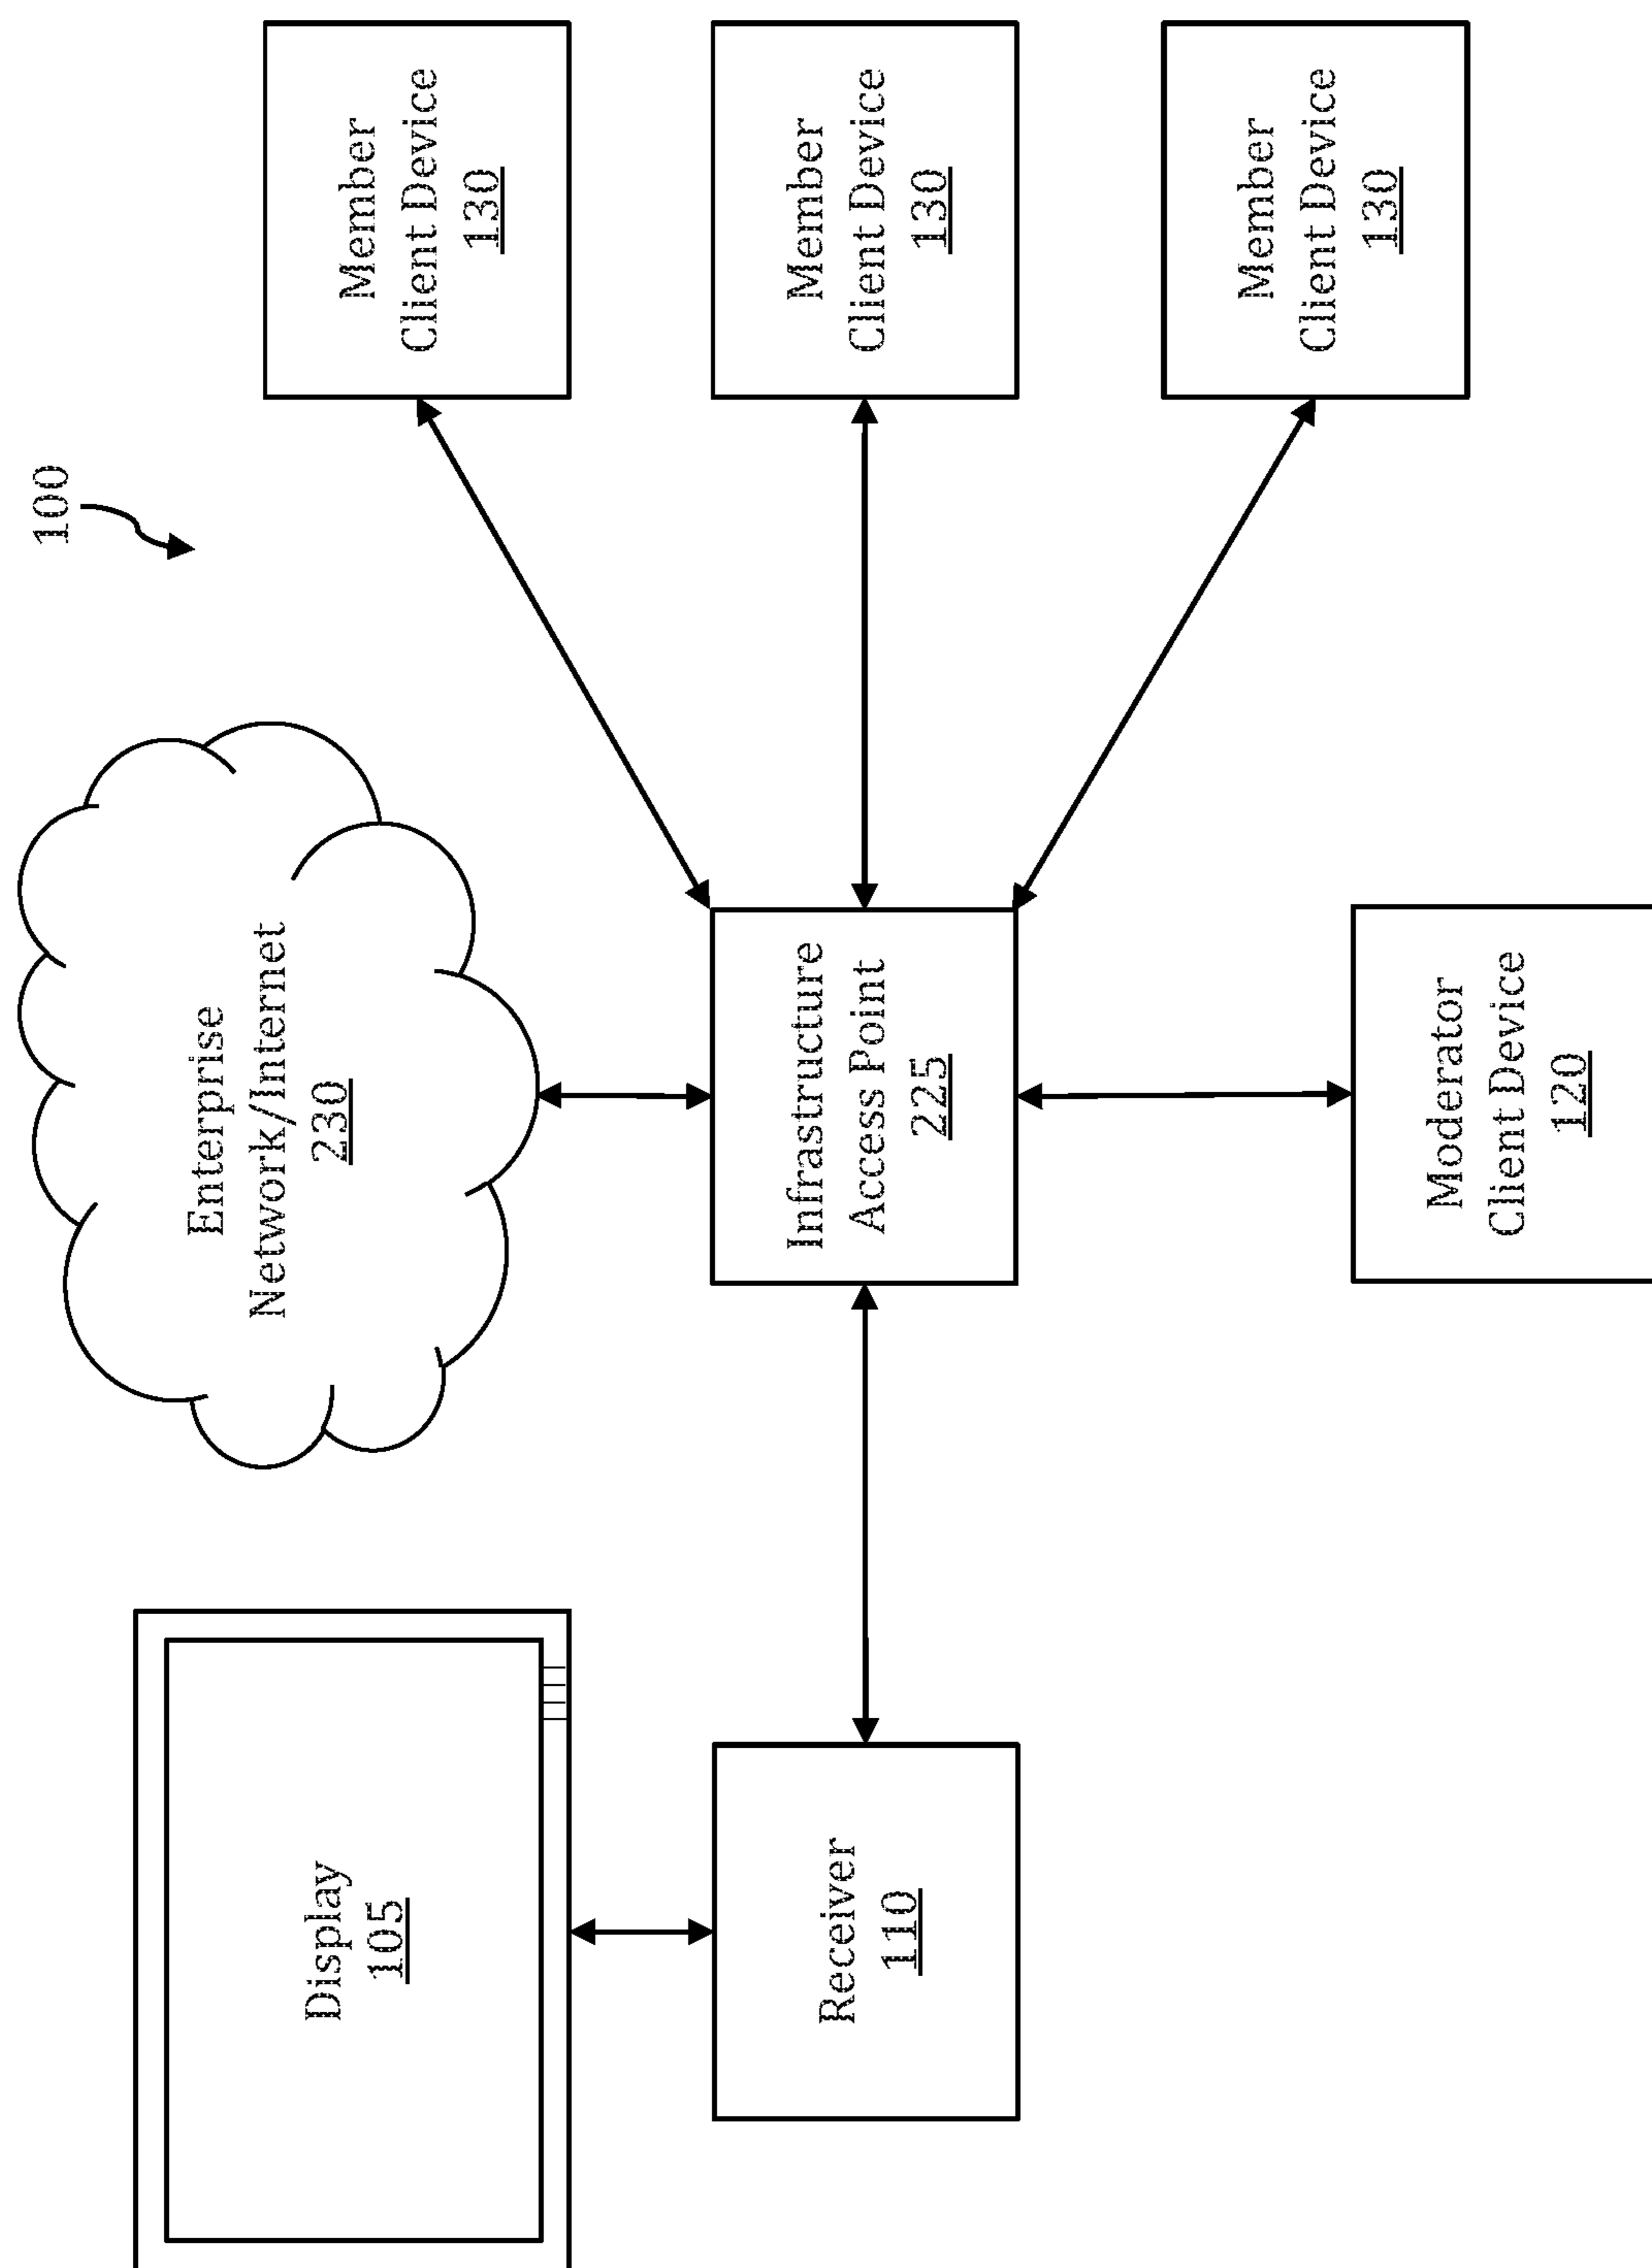 100
Enterprise
Network/Internet
230
Display
105
Receiver
110
Infrastructure
Access Point
225
Member
Client Device
130
Member
Client Device
130
Member
Client Device
130
Moderator
Client Device
120